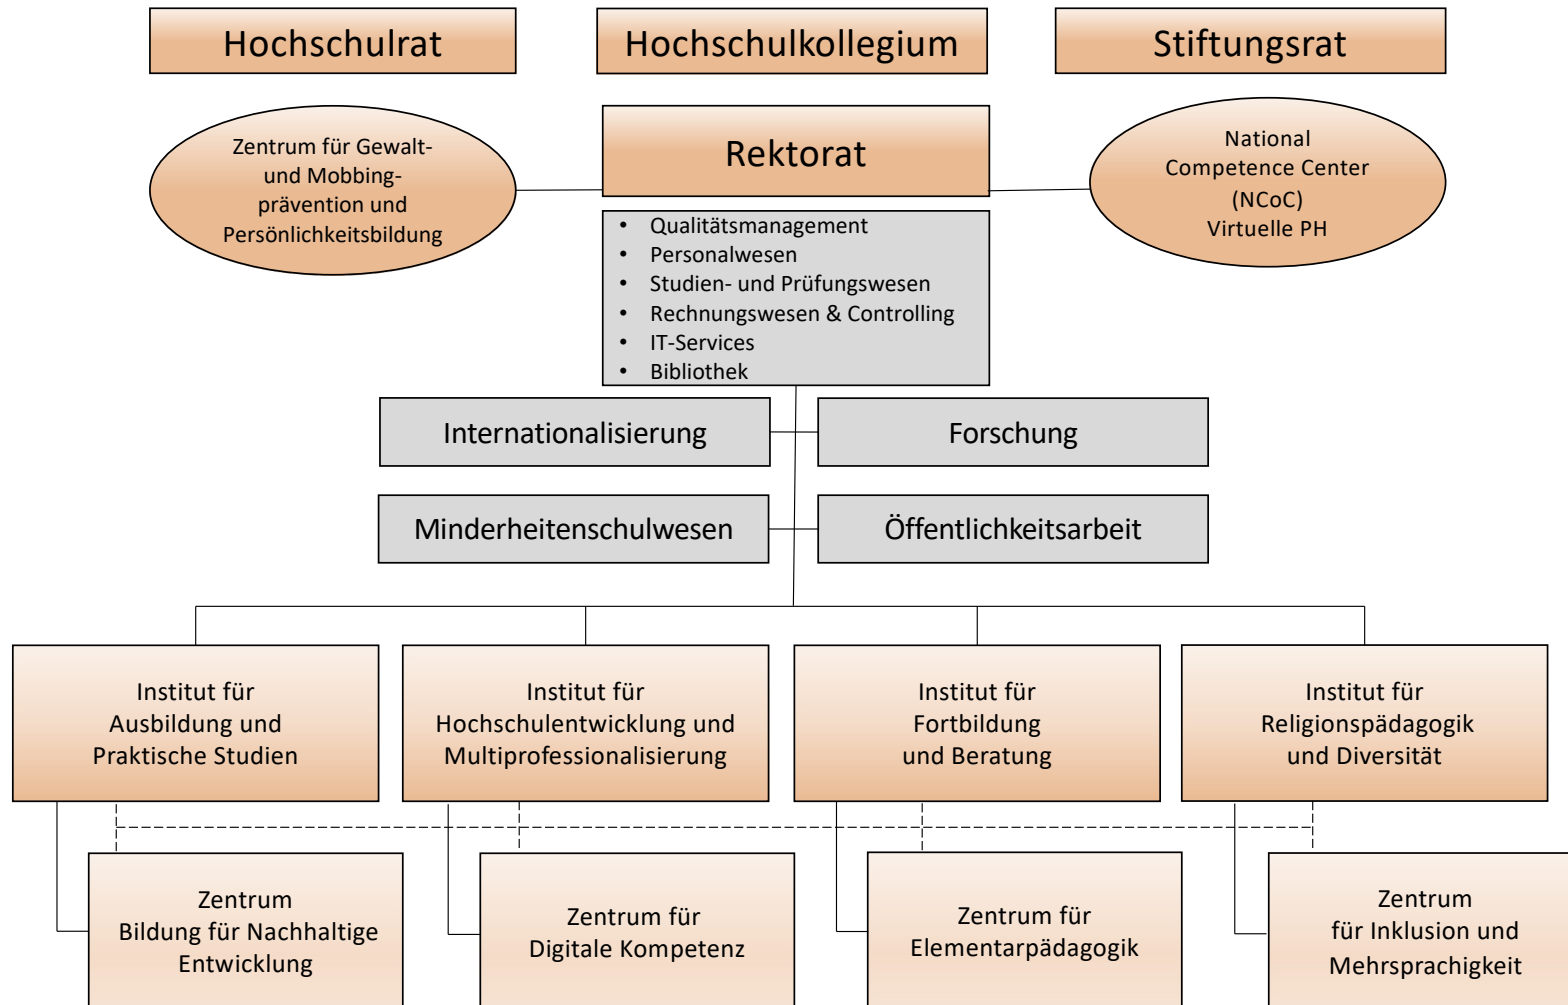 Hochschulrat
Hochschulkollegium
Stiftungsrat
Zentrum für Gewalt-
und Mobbing-
prävention und
Persönlichkeitsbildung
Rektorat
National
Competence Center
(NCoC)
Virtuelle PH
• Qualitätsmanagement
• Personalwesen
• Studien- und Prüfungswesen
• Rechnungswesen & Controlling
• IT-Services
• Bibliothek
Internationalisierung
Forschung
Minderheitenschulwesen
Öffentlichkeitsarbeit
Institut für
Ausbildung und
Praktische Studien
Institut für
Hochschulentwicklung und
Multiprofessionalisierung
Institut für
Fortbildung
und Beratung
Institut für
Religionspädagogik
und Diversität
Zentrum
Bildung für Nachhaltige
Entwicklung
Zentrum für
Digitale Kompetenz
Zentrum für
Elementarpädagogik
Zentrum
für Inklusion und
Mehrsprachigkeit